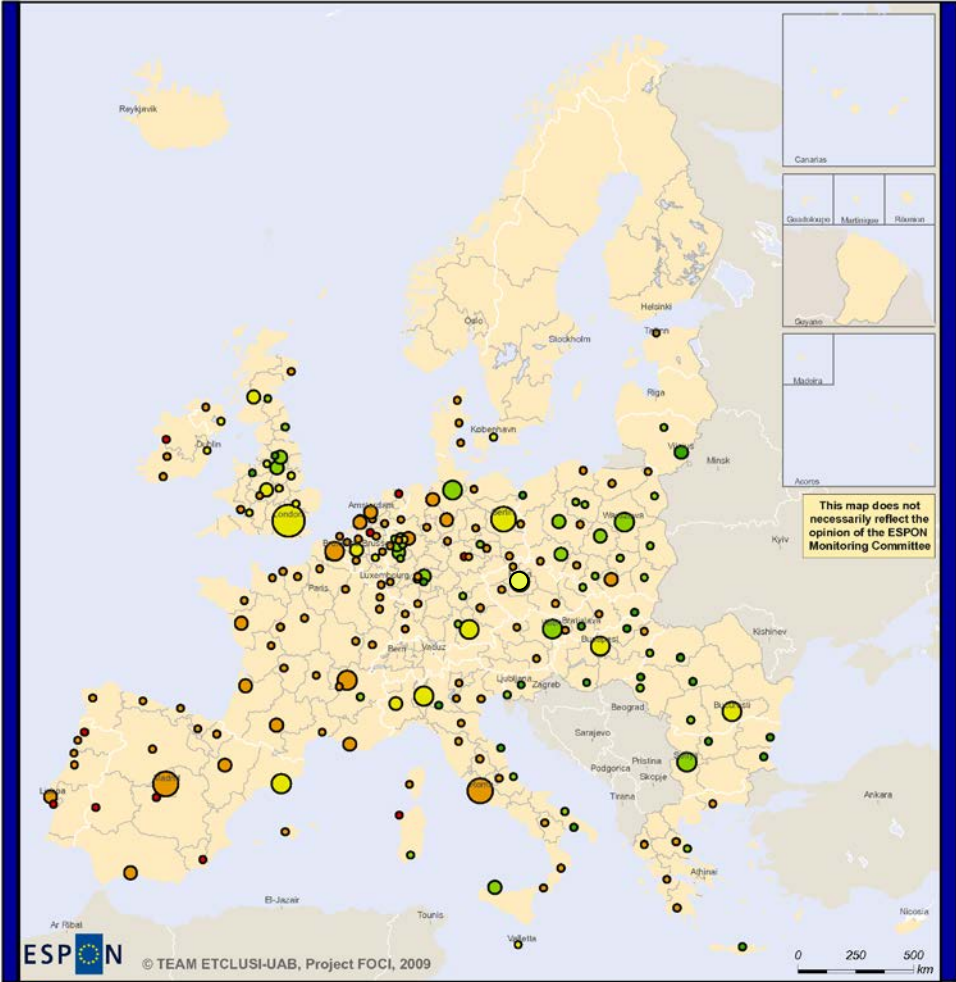 Reykjavik
Canarias
Guadeloupe Martinique Réunion
Helsinki
Guyane
Oslo
Tallinn
Stockholm
Madeira
Riga
København
Dublin
Vilnius
Minsk
Acores
This map does not
necessarily reflect the
opinion of the ESPON
Monitoring Committee
Amsterdam
London
Berlin
Warszawa
Kyiv
Luxembourg
Paris
Bratislava
Kishinev
Bern
Vaduz
Budapest
Ljubljana
Zagreb
Beograd
Bucuresti
Sarajevo
Podgorica
Pristina
Skopje
Madrid
Roma
Tirana
Ankara
Lisboa
Athinai
El-Jazair
Tounis
Nicosia
Ar Ribat
Valletta
ESPON
© TEAM ETCLUSI-UAB, Project FOCI, 2009
0 250 500
km